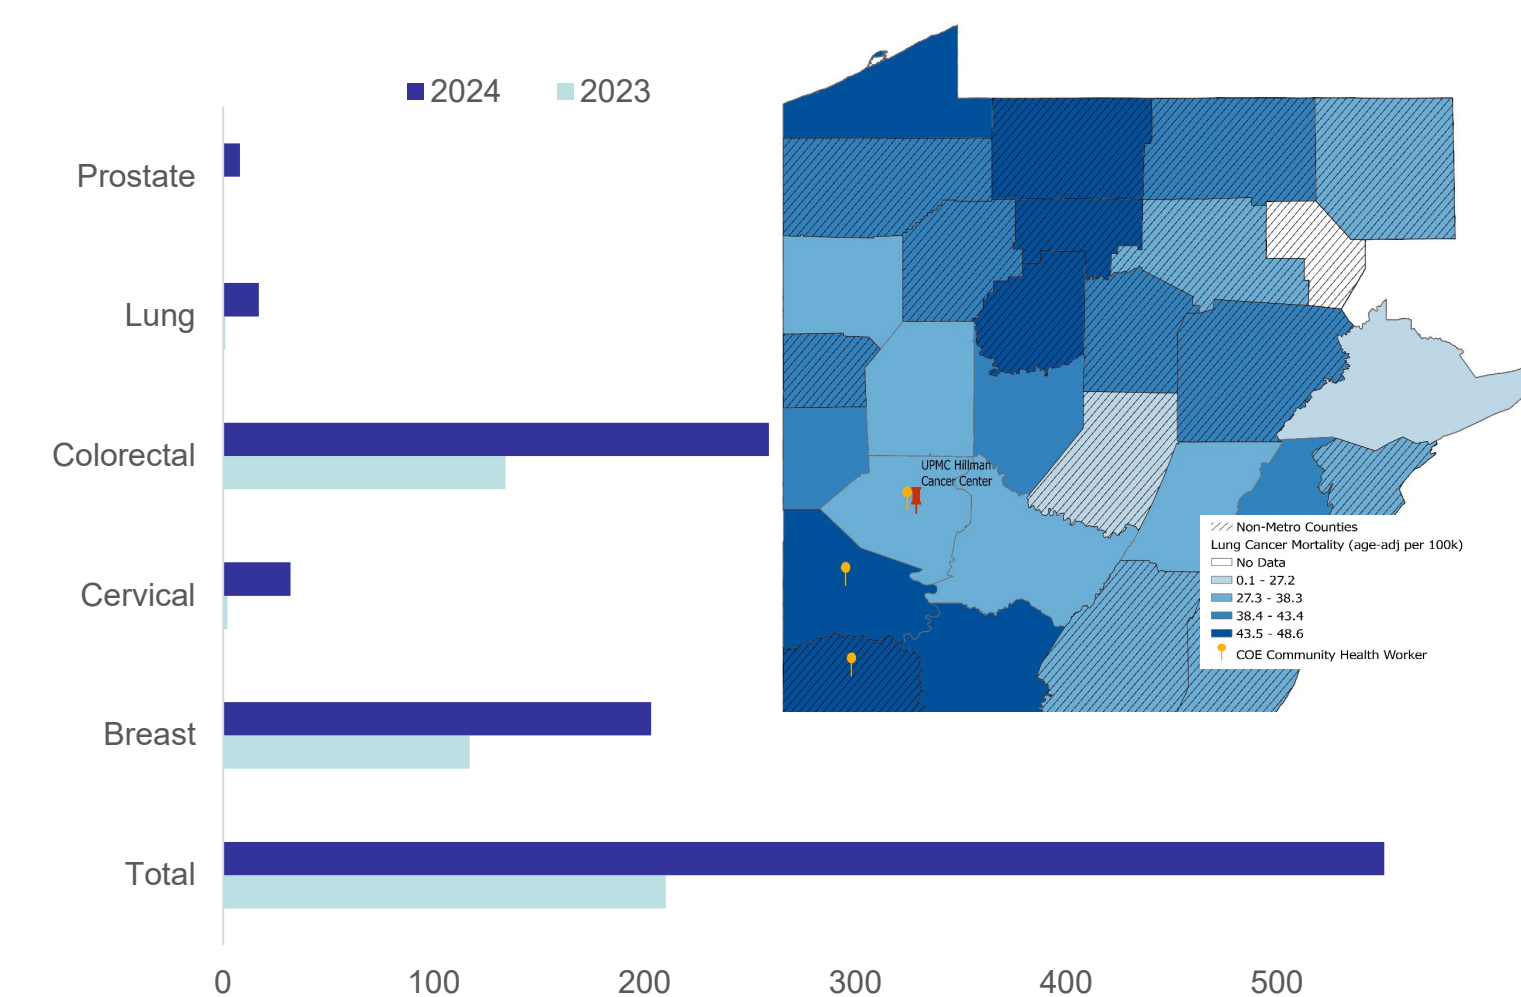 2024 2023
Prostate
Lung
Colorectal
Cervical
Breast
Total
0 100 200 300 400 500
UPMC Hillman
Cancer Center
Non-Metro Counties
Lung Cancer Mortality (age-adj per 100k)
No Data
0.1 - 27.2
27.3 - 38.3
38.4 - 43.4
43.5 - 48.6
COE Community Health Worker